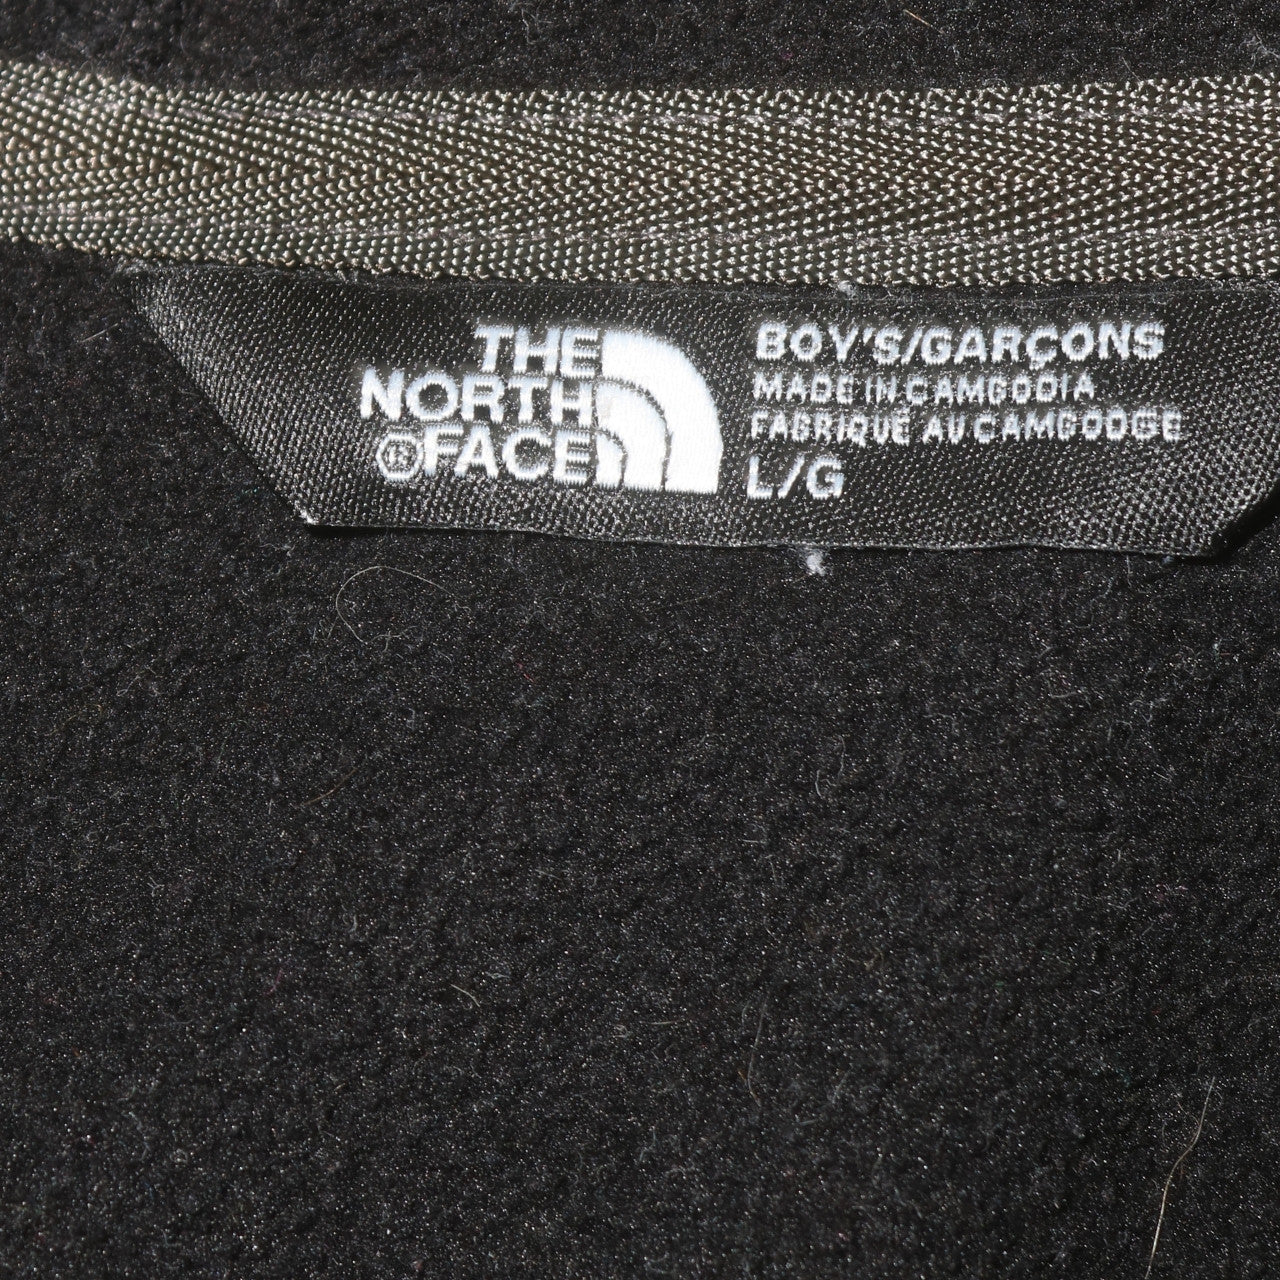 THE
NORTH
®FACE
BOY'S/GARÇONS
MADE IN CAMBODIA
FABRIQUÉ AU CAMBODGE
L/G